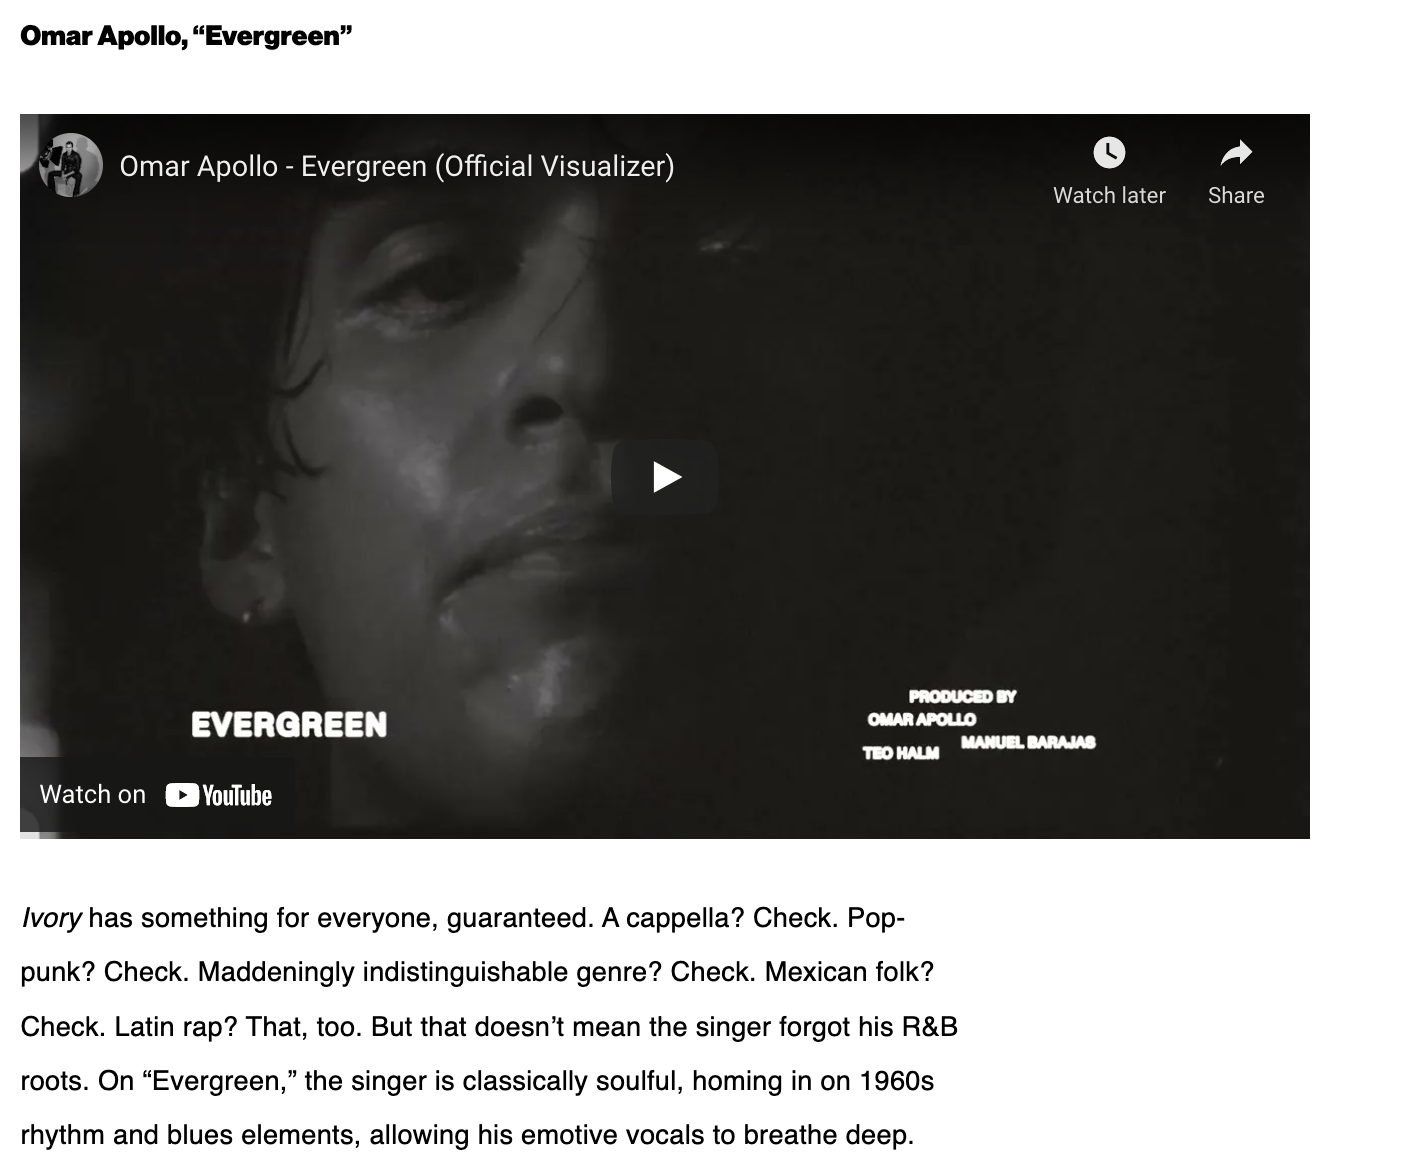 Omar Apollo, “Evergreen”
Omar Apollo - Evergreen (Official Visualizer)
Watch later
Share
EVERGREEN
PRODUCED BY
OMAR APOLLO
MANUEL BARAJAS
TEO HALM
Watch on YouTube
Ivory has something for everyone, guaranteed. A cappella? Check. Pop-
punk? Check. Maddeningly indistinguishable genre? Check. Mexican folk?
Check. Latin rap? That, too. But that doesn’t mean the singer forgot his R&B
roots. On “Evergreen,” the singer is classically soulful, homing in on 1960s
rhythm and blues elements, allowing his emotive vocals to breathe deep.